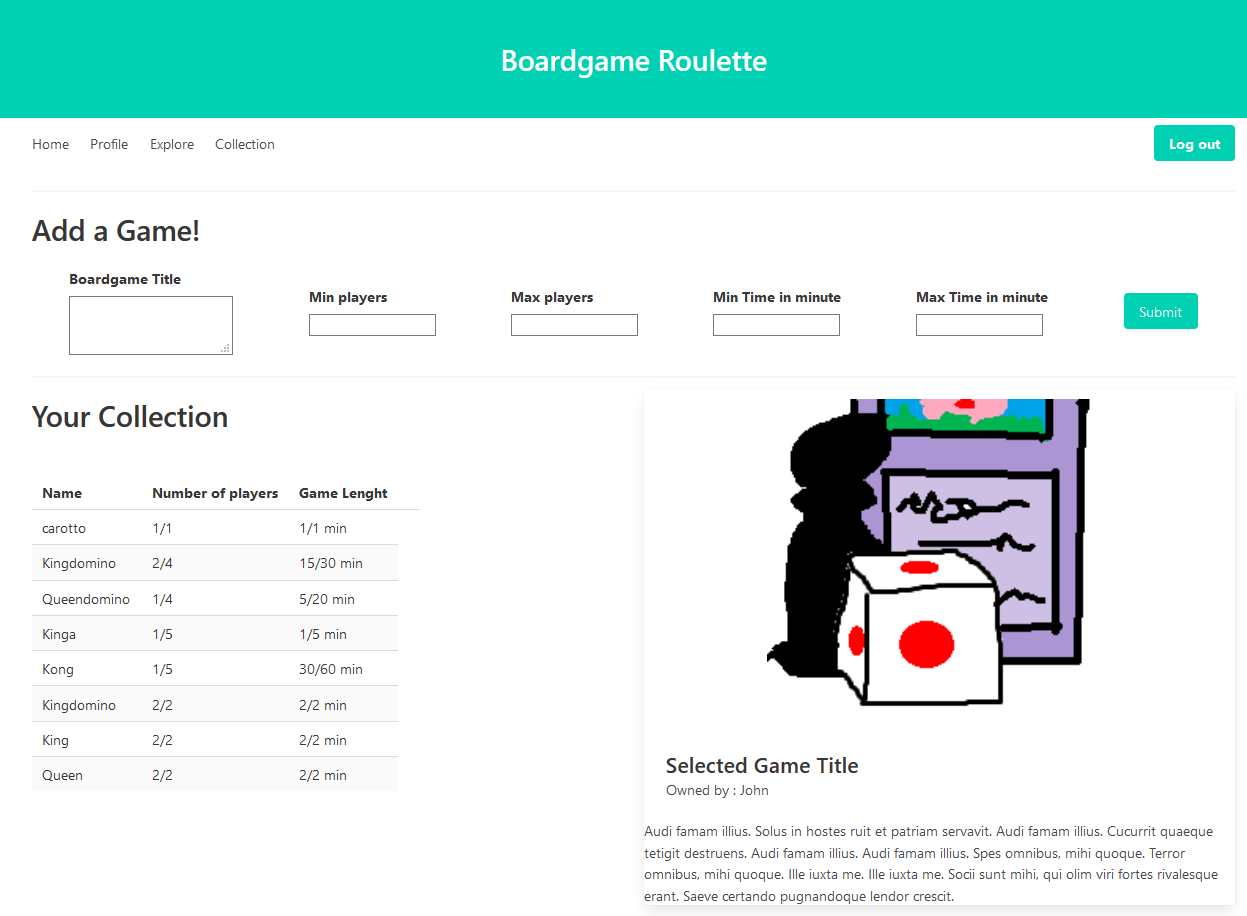 Boardgame Roulette
Home Profile Explore Collection Log out
Add a Game!
Boardgame Title
Min players Max players Min Time in minute Max Time in minute
Submit
Your Collection
Name Number of players Game Lenght
carotto 1/1 1/1 min
Kingdomino 2/4 15/30 min
Queendomino 1/4 5/20 min
Kinga 1/5 1/5 min
Kong 1/5 30/60 min
Kingdomino 2/2 2/2 min
King 2/2 2/2 min
Queen 2/2 2/2 min
Selected Game Title
Owned by : John
Audi famam illius. Solus in hostes ruit et patriam servavit. Audi famam illius. Cucurrit quaeque
tetigit destruens. Audi famam illius. Audi famam illius. Spes omnibus, mihi quoque. Terror
omnibus, mihi quoque. Ille iuxta me. Ille iuxta me. Socii sunt mihi, qui olim viri fortes rivalesque
erant. Saeve certando pugnandoque lendor crescit.